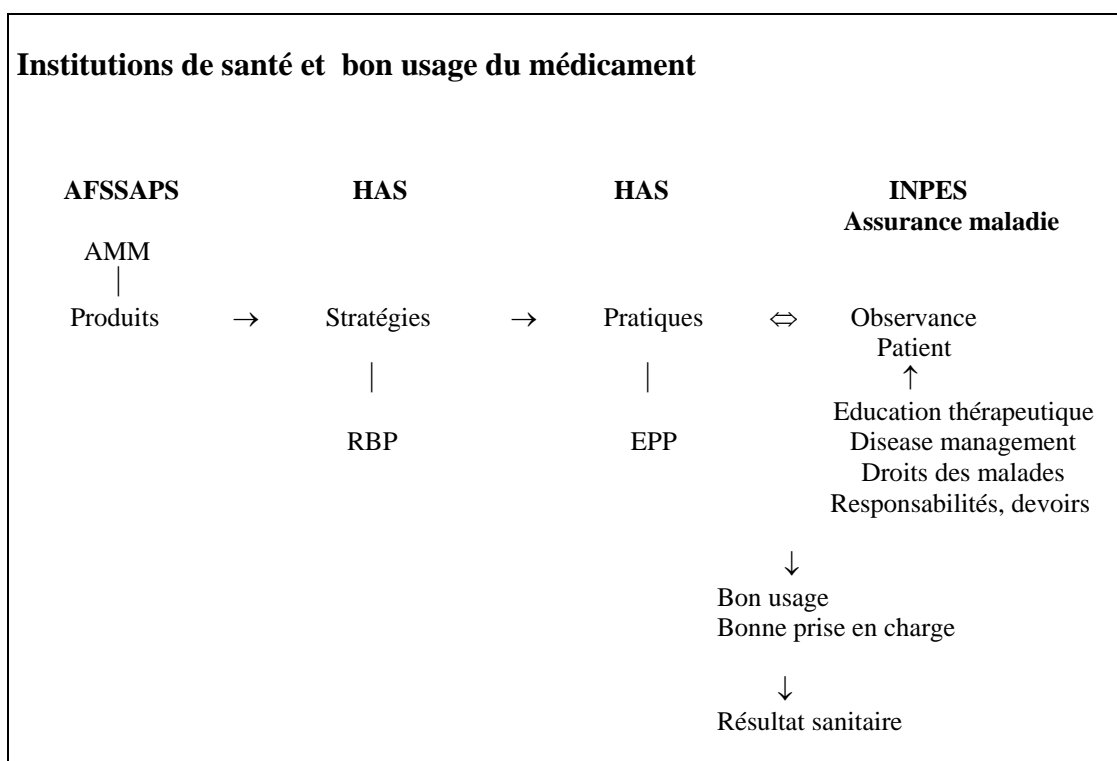 Institutions de santé et bon usage du médicament
AFSSAPS HAS HAS INPES
Assurance maladie
AMM
|
Produits → Stratégies → Pratiques ⇔ Observance
Patient
| | ↑
Education thérapeutique
RBP EPP Disease management
Droits des malades
Responsabilités, devoirs
↓
Bon usage
Bonne prise en charge
↓
Résultat sanitaire